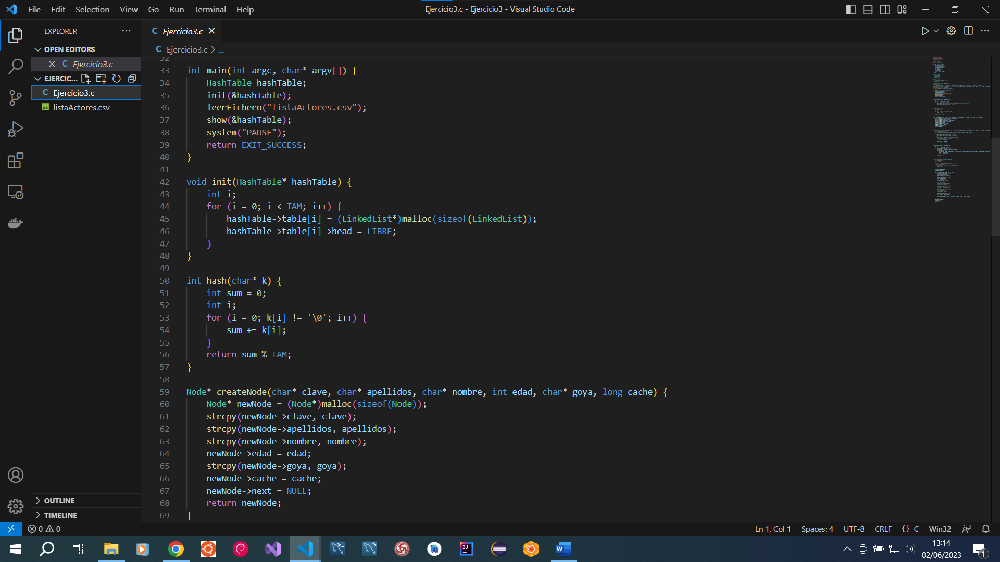 File Edit Selection View Go Run Terminal Help
Ejercicio3.c - Ejercicio3 - Visual Studio Code
EXPLORER
OPEN EDITORS
C Ejercicio3.c
EJERCIC...
C Ejercicio3.c
listaActores.csv
OUTLINE
TIMELINE
C Ejercicio3.c
C Ejercicio3.c > ...
32
33 int main(int argc, char* argv[]) {
34     HashTable hashTable;
35     init(&hashTable);
36     leerFichero("listaActores.csv");
37     show(&hashTable);
38     system("PAUSE");
39     return EXIT_SUCCESS;
40 }
41
42 void init(HashTable* hashTable) {
43     int i;
44     for (i = 0; i < TAM; i++) {
45         hashTable->table[i] = (LinkedList*)malloc(sizeof(LinkedList));
46         hashTable->table[i]->head = LIBRE;
47     }
48 }
49
50 int hash(char* k) {
51     int sum = 0;
52     int i;
53     for (i = 0; k[i] != '\0'; i++) {
54         sum += k[i];
55     }
56     return sum % TAM;
57 }
58
59 Node* createNode(char* clave, char* apellidos, char* nombre, int edad, char* goya, long cache) {
60     Node* newNode = (Node*)malloc(sizeof(Node));
61     strcpy(newNode->clave, clave);
62     strcpy(newNode->apellidos, apellidos);
63     strcpy(newNode->nombre, nombre);
64     newNode->edad = edad;
65     strcpy(newNode->goya, goya);
66     newNode->cache = cache;
67     newNode->next = NULL;
68     return newNode;
69 }
0 0
Ln 1, Col 1 Spaces: 4 UTF-8 CRLF {} C Win32
13:14
02/06/2023
1